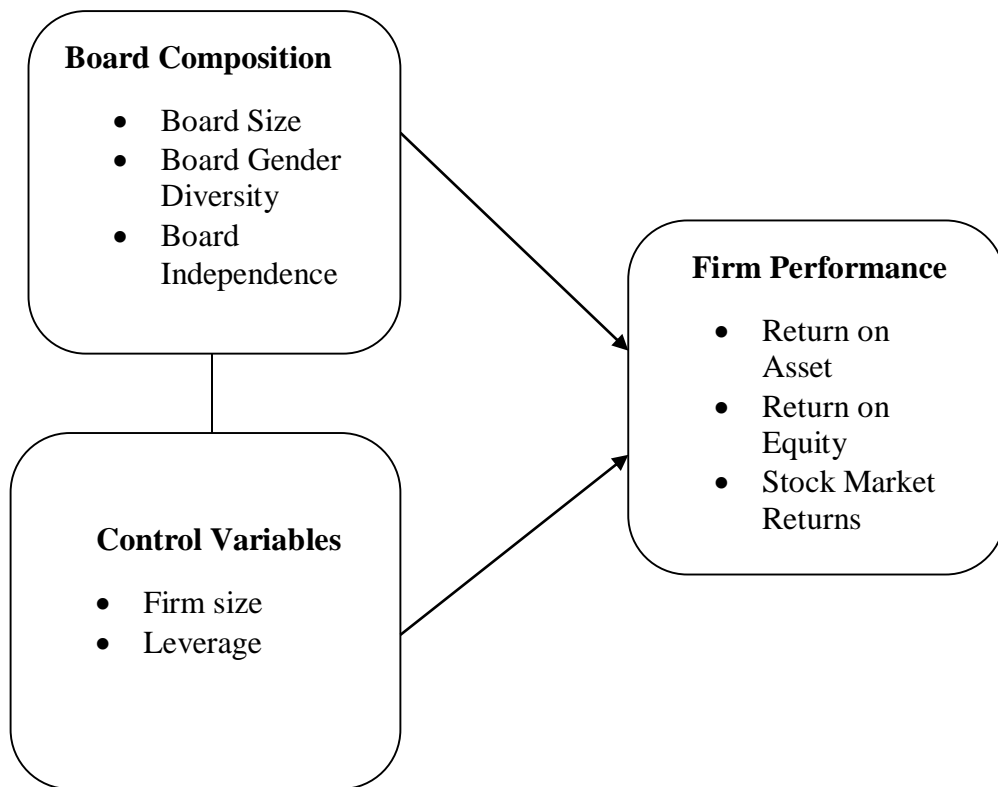 Board Composition
• Board Size
• Board Gender
Diversity
• Board
Independence
Firm Performance
• Return on
Asset
• Return on
Equity
• Stock Market
Returns
Control Variables
• Firm size
• Leverage